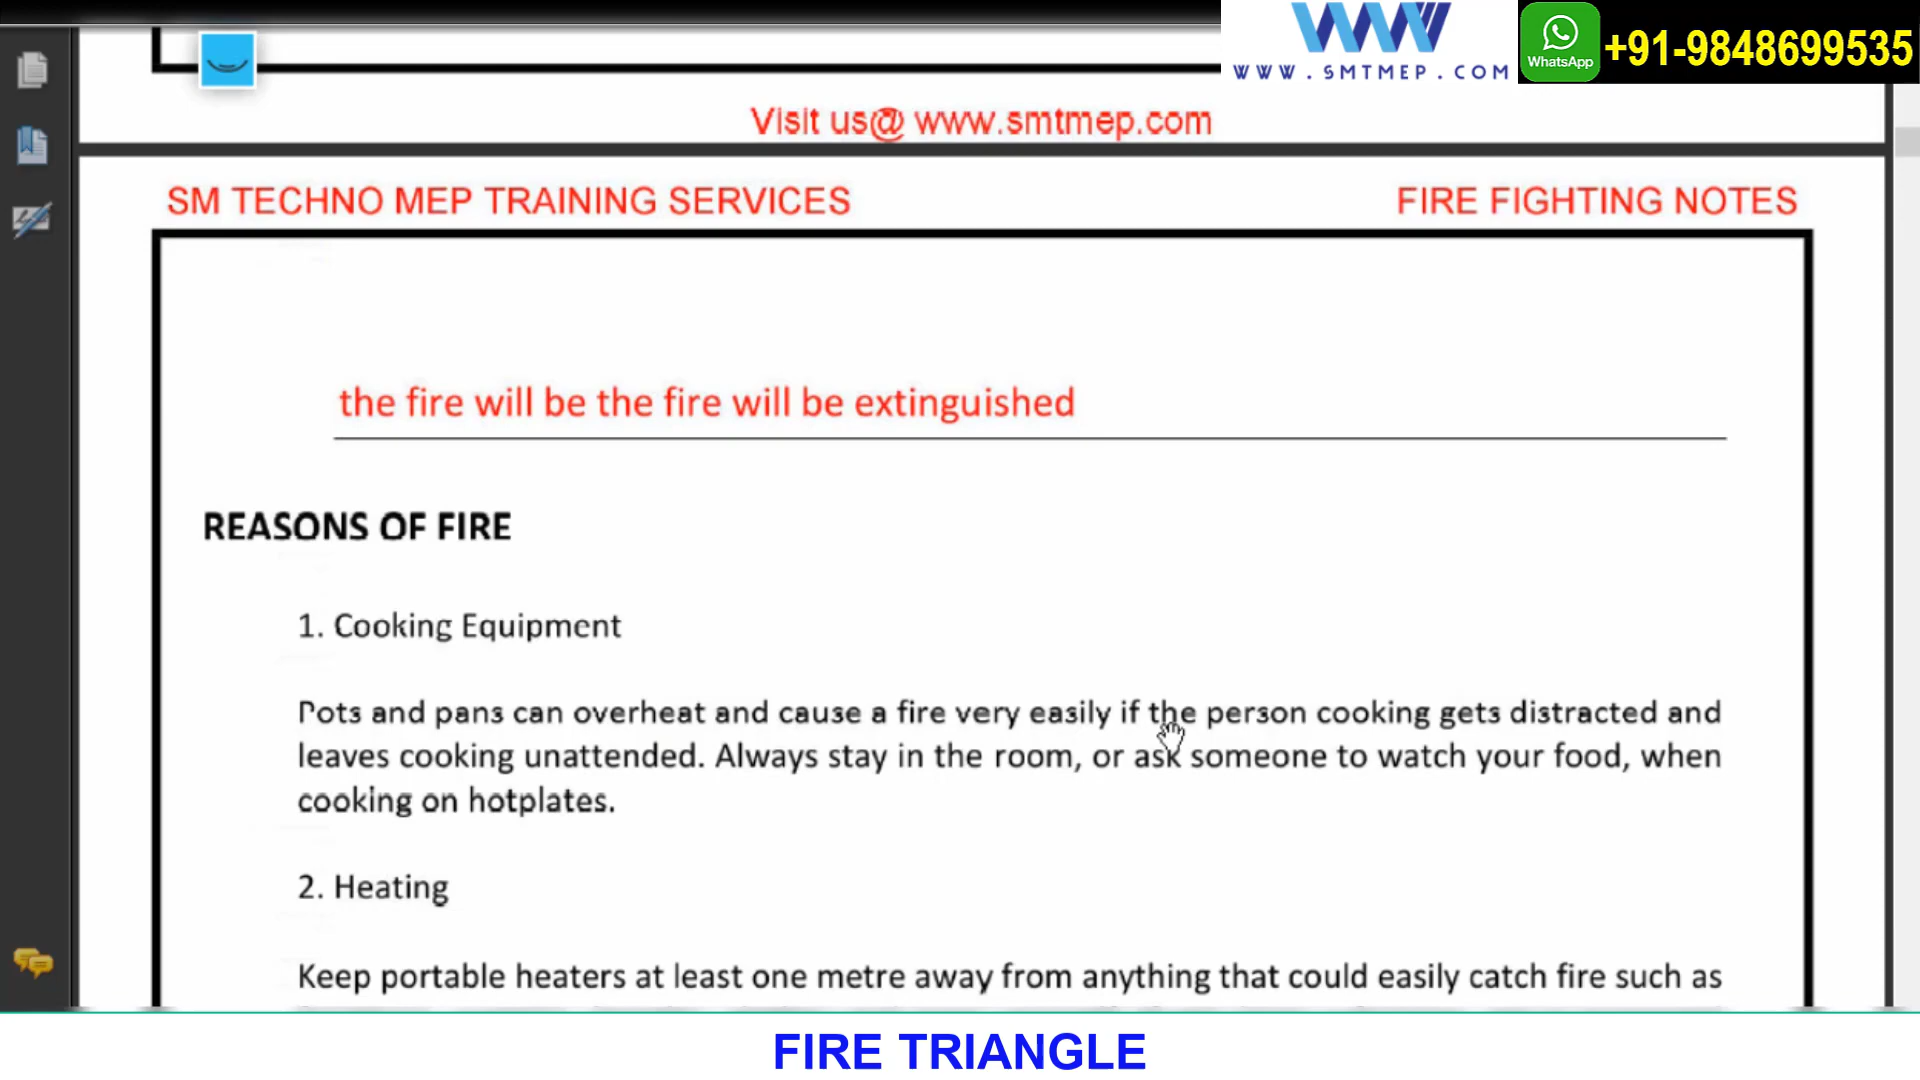 WWW.SMTMEP.COM
WhatsApp
+91-9848699535
Visit us@ www.smtmep.com
SM TECHNO MEP TRAINING SERVICES
FIRE FIGHTING NOTES
the fire will be the fire will be extinguished
REASONS OF FIRE
1. Cooking Equipment
Pots and pans can overheat and cause a fire very easily if the person cooking gets distracted and
leaves cooking unattended. Always stay in the room, or ask someone to watch your food, when
cooking on hotplates.
2. Heating
Keep portable heaters at least one metre away from anything that could easily catch fire such as
FIRE TRIANGLE